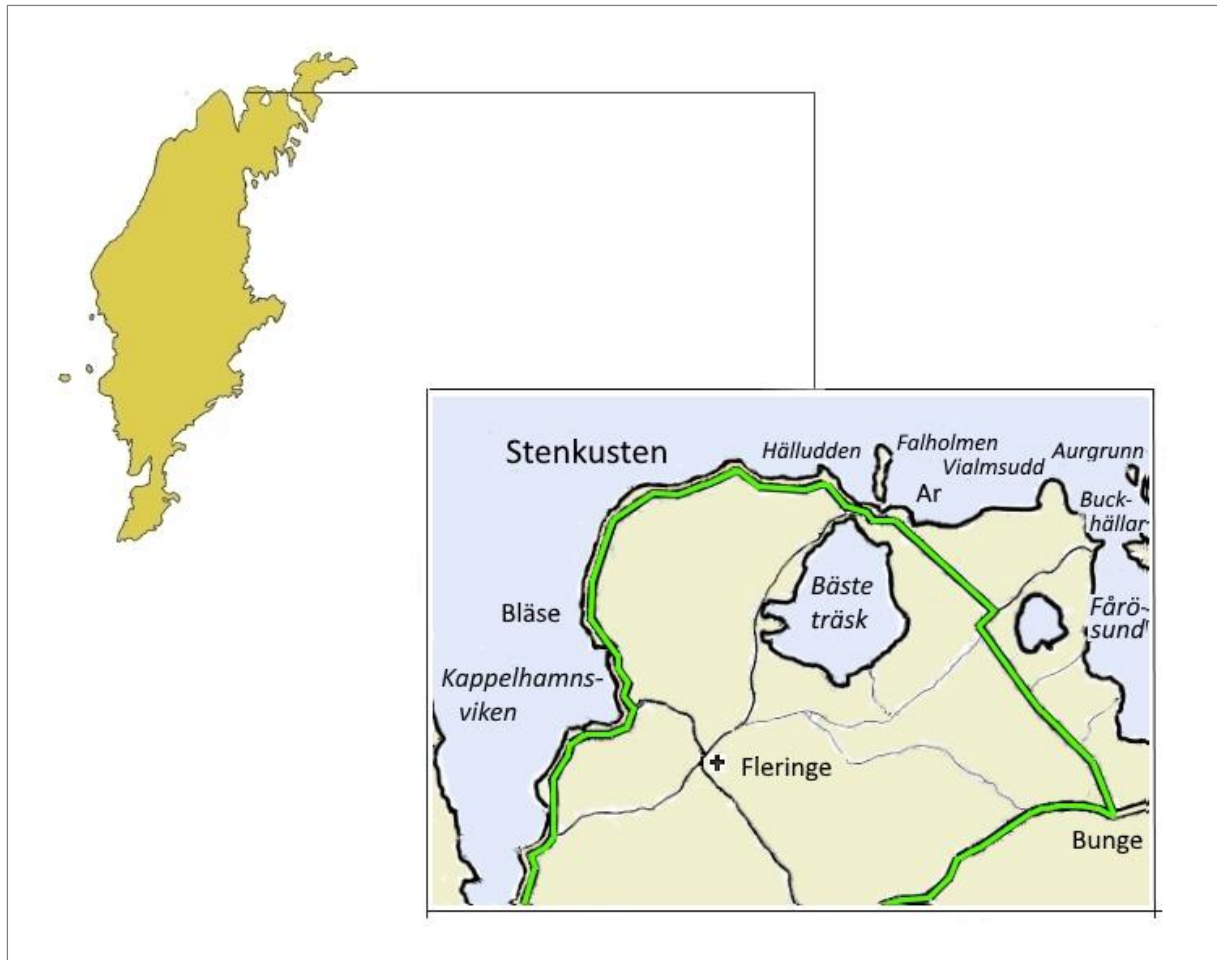 Stenkusten
Hälludden
Falholmen
Vialmsudd
Aurgrunn
Ar
Buck-
hällar
Bäste
träsk
Fårö-
sund
Bläse
Kappelhamns-
viken
Fleringe
Bunge